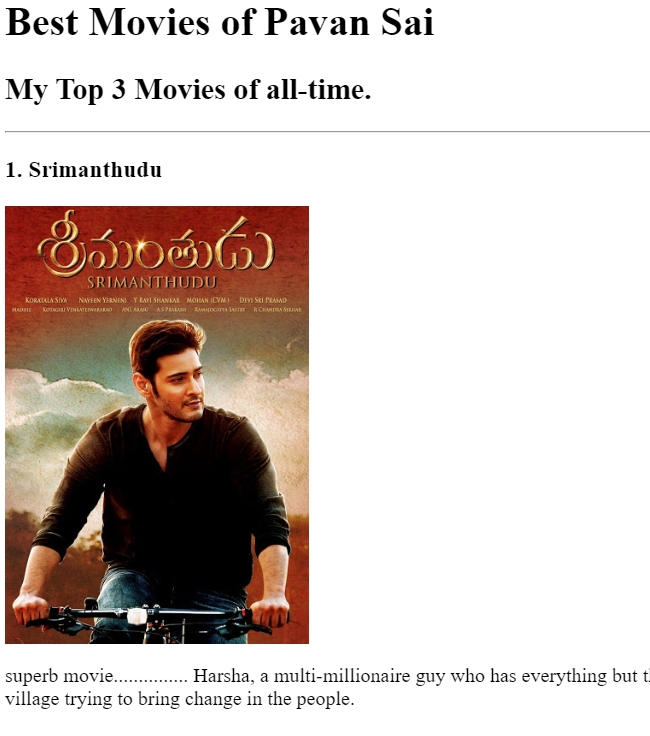 Best Movies of Pavan Sai
My Top 3 Movies of all-time.
1. Srimanthudu
శ్రీమంతుడు
SRIMANTHUDU
KORATALA SIVA NAVEEN YERNENI Y RAVI SHANKAR MOHAN (CVM) DEVI SRI PRASAD
MADHIE KOTAGIRI VENKATESWARARAO ANL ARASU A S PRAKASH RAMAJOGAYYA SASTRY R CHANDRA SEKHAR
superb movie............... Harsha, a multi-millionaire guy who has everything but
village trying to bring change in the people.